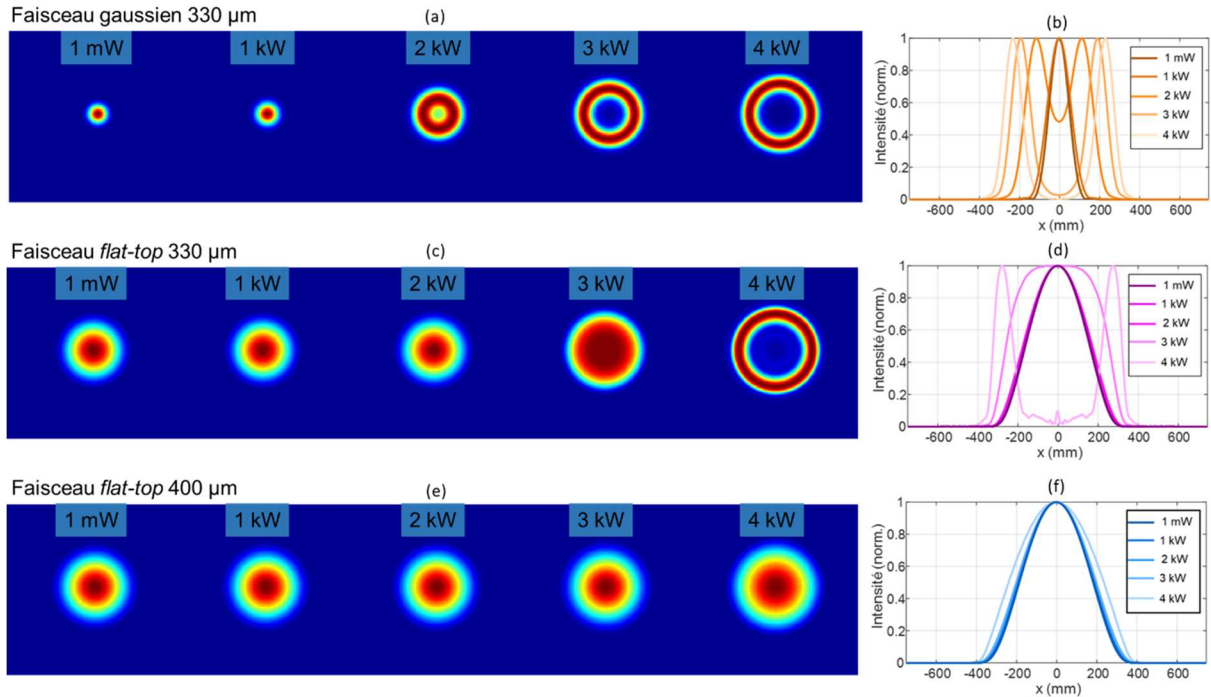 Faisceau gaussien 330 µm
(a)
1 mW
1 kW
2 kW
3 kW
4 kW
(b)
Intensité (norm.)
1
0.8
0.6
0.4
0.2
0
-600
-400
-200
0
200
400
600
x (mm)
1 mW
1 kW
2 kW
3 kW
4 kW
Faisceau flat-top 330 µm
(c)
1 mW
1 kW
2 kW
3 kW
4 kW
(d)
Intensité (norm.)
1
0.8
0.6
0.4
0.2
0
-600
-400
-200
0
200
400
600
x (mm)
1 mW
1 kW
2 kW
3 kW
4 kW
Faisceau flat-top 400 µm
(e)
1 mW
1 kW
2 kW
3 kW
4 kW
(f)
Intensité (norm.)
1
0.8
0.6
0.4
0.2
0
-600
-400
-200
0
200
400
600
x (mm)
1 mW
1 kW
2 kW
3 kW
4 kW